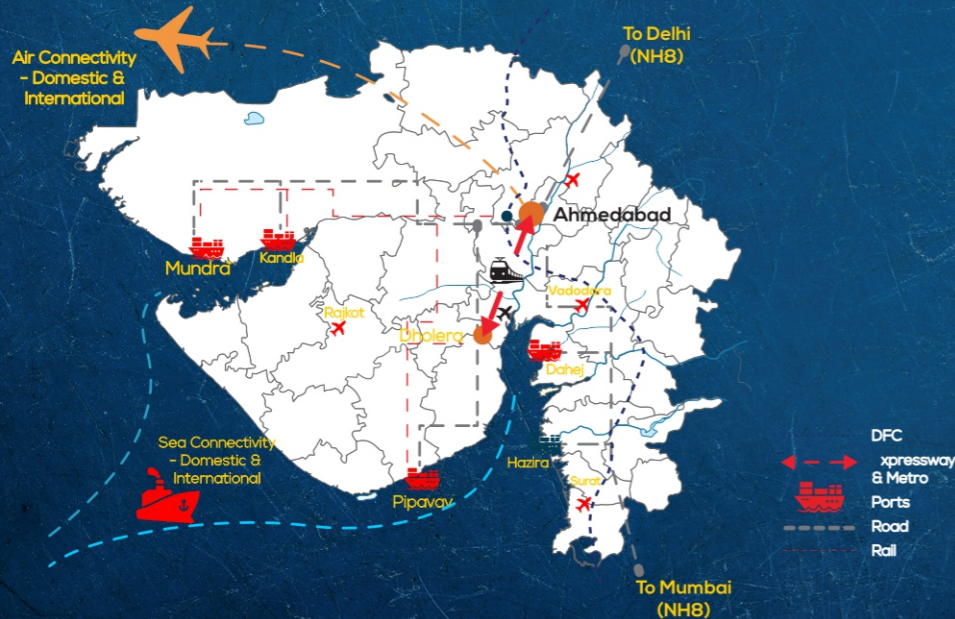 To Delhi
(NH8)
Air Connectivity
- Domestic &
International
Ahmedabad
Mundra
Kandla
Vadodara
Rajkot
Dholera
Dahej
Sea Connectivity
- Domestic &
International
Hazira
Surat
Pipavav
DFC
xpressway
& Metro
Ports
Road
Rail
To Mumbai
(NH8)